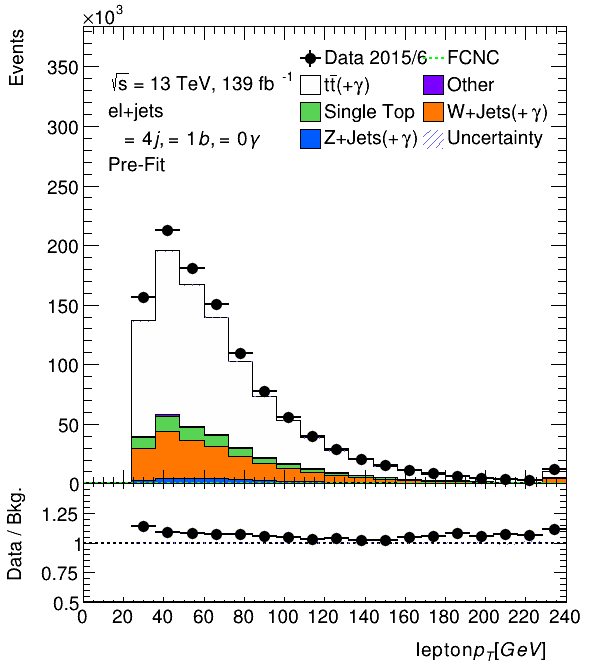 ×10³
Events
350
300
250
200
150
100
50
0
√s = 13 TeV, 139 fb⁻¹
el+jets
= 4j, = 1b, = 0γ
Pre-Fit
Data 2015/6 FCNC
tt̄(+γ) Other
Single Top W+Jets(+γ)
Z+Jets(+γ) Uncertainty
Data / Bkg.
1.25
1
0.75
0.5
0 20 40 60 80 100 120 140 160 180 200 220 240
leptonp_T[GeV]